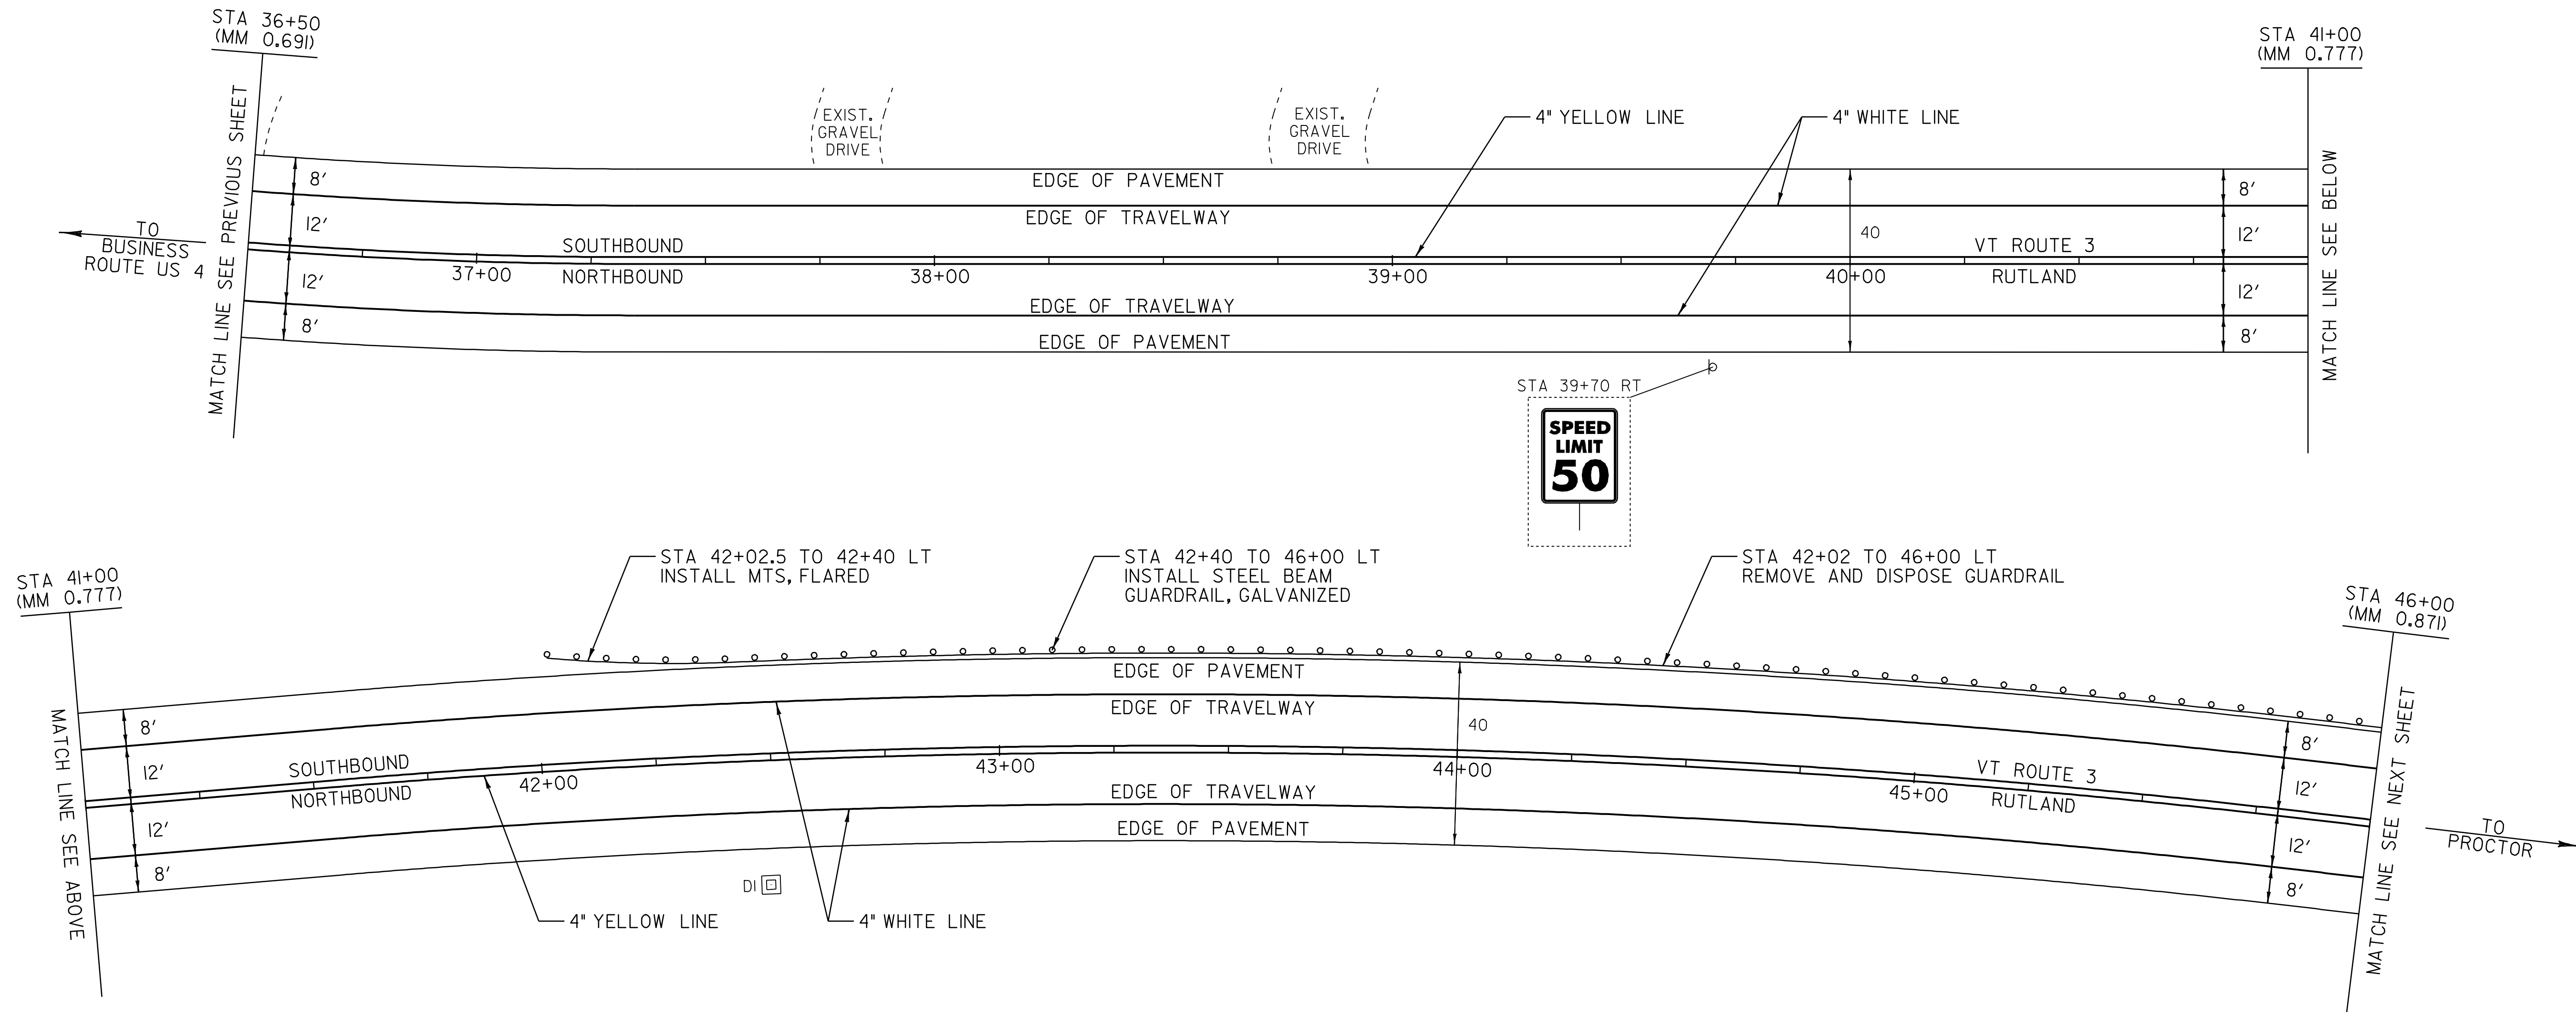 STA 36+50
(MM 0.691)
STA 41+00
(MM 0.777)
MATCH LINE SEE PREVIOUS SHEET
EXIST.
GRAVEL
DRIVE
EXIST.
GRAVEL
DRIVE
4" YELLOW LINE
4" WHITE LINE
MATCH LINE SEE BELOW
8'
EDGE OF PAVEMENT
8'
12'
EDGE OF TRAVELWAY
TO
BUSINESS
ROUTE US 4
SOUTHBOUND
40
VT ROUTE 3
12'
37+00
NORTHBOUND
38+00
39+00
40+00
RUTLAND
12'
EDGE OF TRAVELWAY
12'
8'
EDGE OF PAVEMENT
8'
STA 39+70 RT
SPEED
LIMIT
50
STA 42+02.5 TO 42+40 LT
INSTALL MTS, FLARED
STA 42+40 TO 46+00 LT
INSTALL STEEL BEAM
GUARDRAIL, GALVANIZED
STA 42+02 TO 46+00 LT
REMOVE AND DISPOSE GUARDRAIL
STA 41+00
(MM 0.777)
STA 46+00
(MM 0.871)
MATCH LINE SEE ABOVE
EDGE OF PAVEMENT
8'
EDGE OF TRAVELWAY
40
8'
12'
SOUTHBOUND
VT ROUTE 3
12'
NORTHBOUND
42+00
43+00
44+00
45+00
RUTLAND
12'
EDGE OF TRAVELWAY
12'
8'
EDGE OF PAVEMENT
8'
MATCH LINE SEE NEXT SHEET
TO
PROCTOR
DI
4" YELLOW LINE
4" WHITE LINE